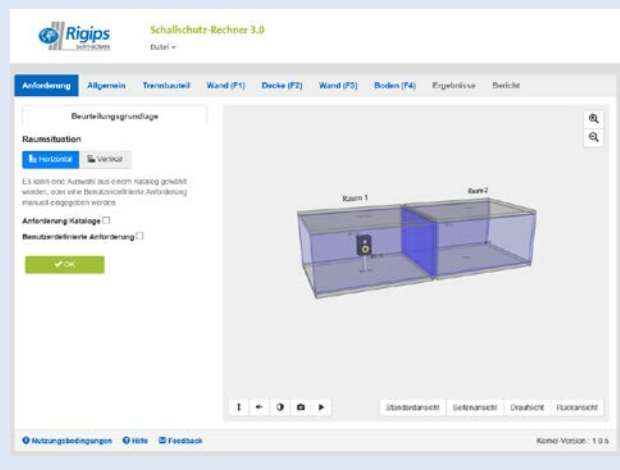 Rigips
SAINT-GOBAIN
Schallschutz-Rechner 3.0
Datei
Anforderung Allgemein Trennbauteil Wand (F1) Decke (F2) Wand (F3) Boden (F4) Ergebnisse Bericht
Beurteilungsgrundlage
Raumsituation
Horizontal Vertikal
Es kann eine Auswahl aus einem Katalog gewählt
werden, oder eine Benutzerdefinierte Anforderung
manuell eingegeben werden
Anforderung Kataloge
Benutzerdefinierte Anforderung
OK
Raum 1
Raum 2
Standardansicht Seitenansicht Draufsicht Rückansicht
Nutzungsbedingungen Hilfe Feedback
Kernel-Version : 1.0.6